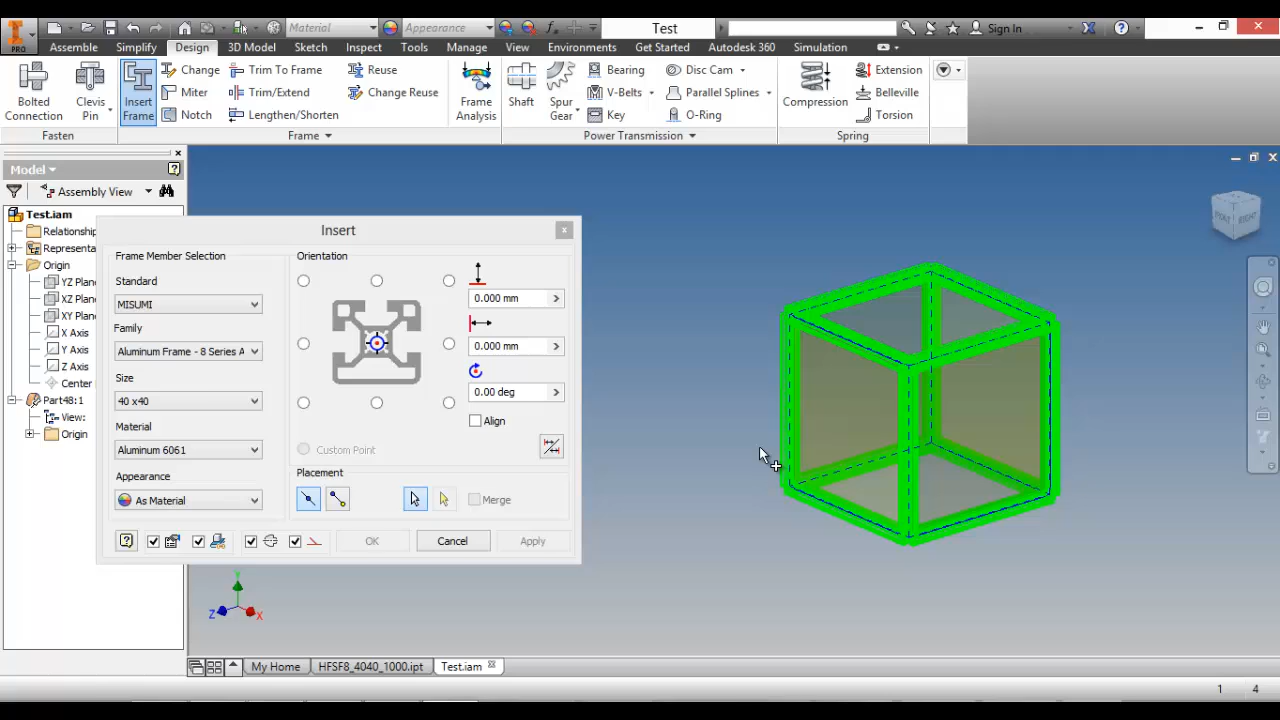 PRO
Material
Appearance
Test
Sign In
Assemble Simplify Design 3D Model Sketch Inspect Tools Manage View Environments Get Started Autodesk 360 Simulation
Bolted Connection
Clevis Pin
Insert Frame
Change
Miter
Notch
Trim To Frame
Trim/Extend
Lengthen/Shorten
Reuse
Change Reuse
Frame Analysis
Shaft
Spur Gear
Bearing
V-Belts
Key
Disc Cam
Parallel Splines
O-Ring
Compression
Extension
Belleville
Torsion
Fasten
Frame
Power Transmission
Spring
Model
Assembly View
Test.iam
Relationship
Representa
Origin
YZ Plane
XZ Plane
XY Plane
X Axis
Y Axis
Z Axis
Center
Part48:1
View:
Origin
Insert
Frame Member Selection
Standard
MISUMI
Family
Aluminum Frame - 8 Series A
Size
40 x40
Material
Aluminum 6061
Appearance
As Material
Orientation
0.000 mm
0.000 mm
0.00 deg
Align
Custom Point
Placement
Merge
OK
Cancel
Apply
RIGHT
Y
Z
X
My Home
HFSF8_4040_1000.ipt
Test.iam
1 4